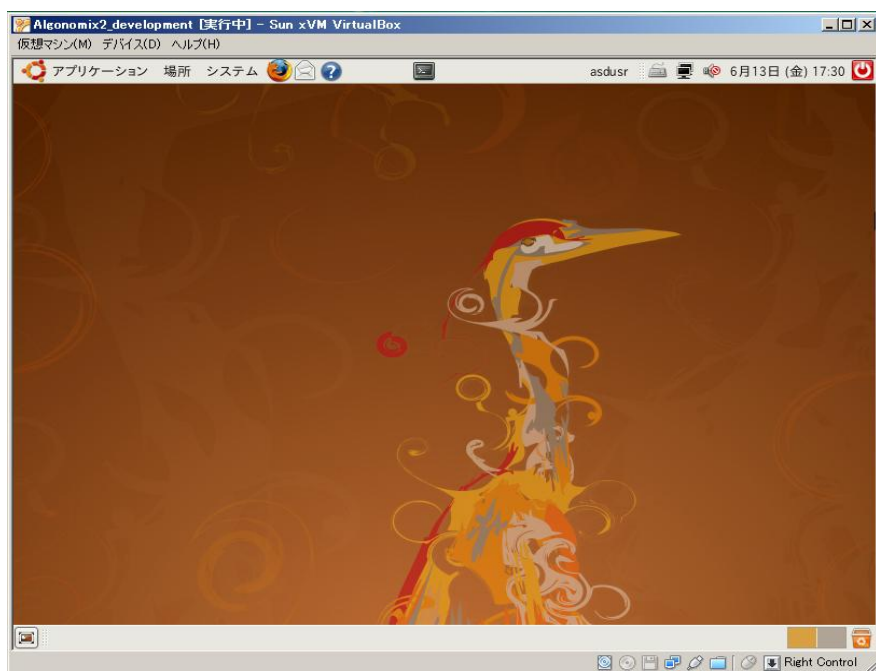 Algonomix2_development [実行中] - Sun xVM VirtualBox
仮想マシン(M) デバイス(D) ヘルプ(H)
アプリケーション 場所 システム asdusr 6月13日 (金) 17:30
Right Control